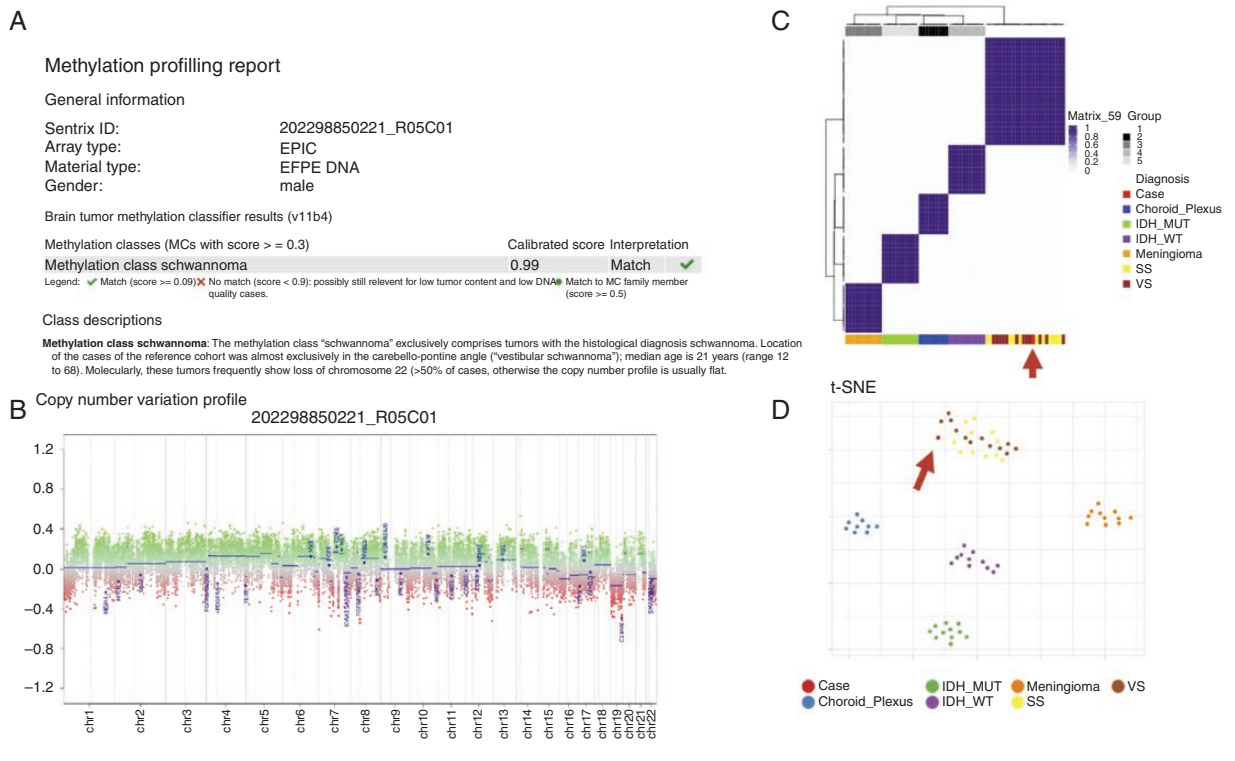 A
Methylation profilling report
General information
Sentrix ID: 202298850221_R05C01
Array type: EPIC
Material type: EFPE DNA
Gender: male
Brain tumor methylation classifier results (v11b4)
Methylation classes (MCs with score > = 0.3) Calibrated score Interpretation
Methylation class schwannoma 0.99 Match
Legend: Match (score >= 0.09) No match (score < 0.9): possibly still relevent for low tumor content and low DNA Match to MC family member
quality cases. (score >= 0.5)
Class descriptions
Methylation class schwannoma: The methylation class “schwannoma” exclusively comprises tumors with the histological diagnosis schwannoma. Location
of the cases of the reference cohort was almost exclusively in the carebello-pontine angle (“vestibular schwannoma”); median age is 21 years (range 12
to 68). Molecularly, these tumors frequently show loss of chromosome 22 (>50% of cases, otherwise the copy number profile is usually flat.
B
Copy number variation profile
202298850221_R05C01
1.2
0.8
0.4
0.0
−0.4
−0.8
−1.2
chr1 chr2 chr3 chr4 chr5 chr6 chr7 chr8 chr9 chr10 chr11 chr12 chr13 chr14 chr15 chr16 chr17 chr18 chr19 chr20 chr21 chr22
C
Matrix_59 Group
1 1
0.8 2
0.6 3
0.4 4
0.2 5
0
Diagnosis
Case
Choroid_Plexus
IDH_MUT
IDH_WT
Meningioma
SS
VS
D
t-SNE
Case IDH_MUT Meningioma VS
Choroid_Plexus IDH_WT SS